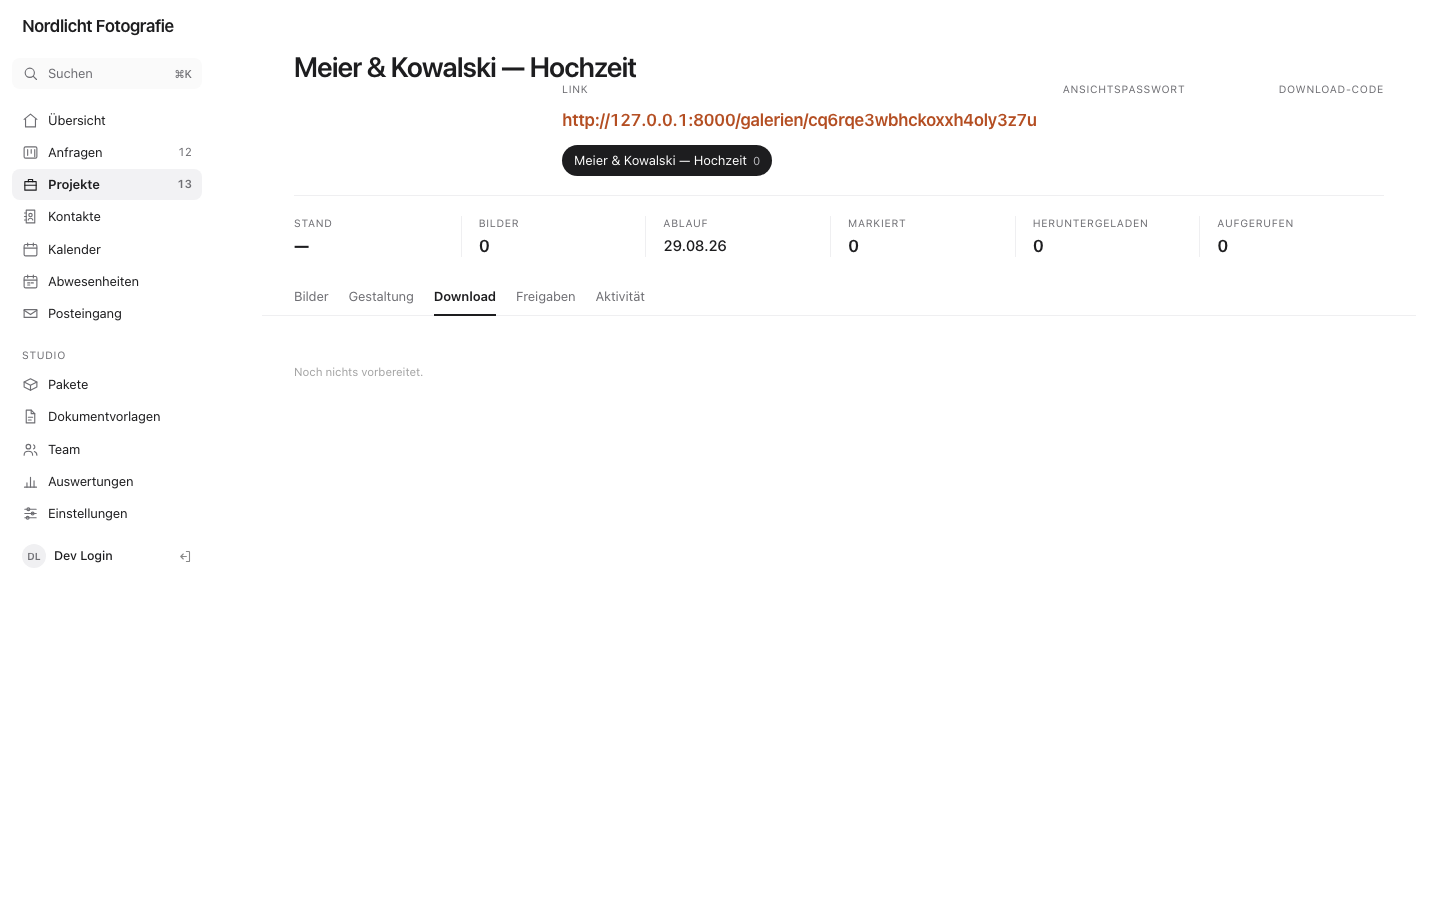 Nordlicht Fotografie
Suchen ⌘K
Übersicht
Anfragen 12
Projekte 13
Kontakte
Kalender
Abwesenheiten
Posteingang
STUDIO
Pakete
Dokumentvorlagen
Team
Auswertungen
Einstellungen
DL Dev Login
Meier & Kowalski — Hochzeit
LINK ANSICHTSPASSWORT DOWNLOAD-CODE
http://127.0.0.1:8000/galerien/cq6rqe3wbhckoxxh4oly3z7u
Meier & Kowalski — Hochzeit 0
STAND BILDER ABLAUF MARKIERT HERUNTERGELADEN AUFGERUFEN
— 0 29.08.26 0 0 0
Bilder Gestaltung Download Freigaben Aktivität
Noch nichts vorbereitet.